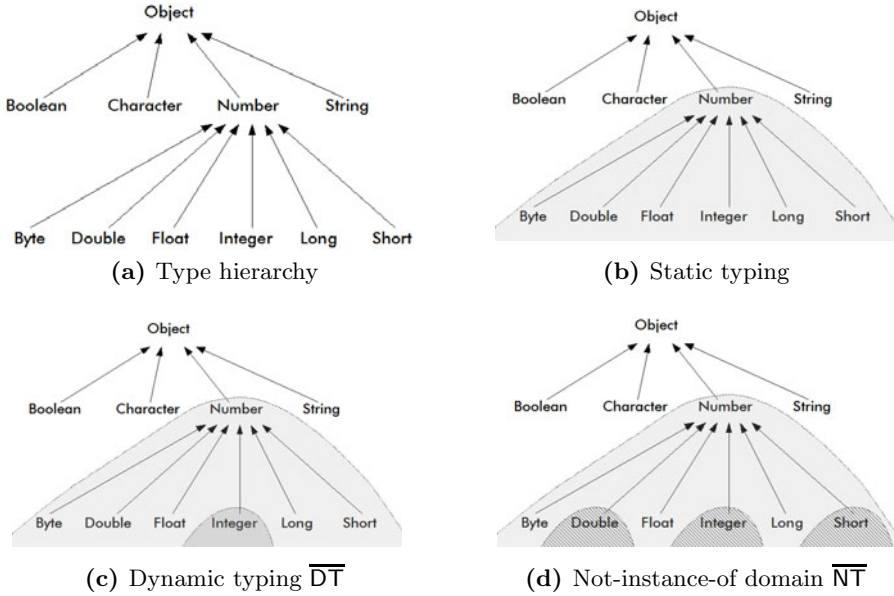 Object
Boolean Character Number String
Byte Double Float Integer Long Short
(a) Type hierarchy
Object
Boolean Character Number String
Byte Double Float Integer Long Short
(b) Static typing
Object
Boolean Character Number String
Byte Double Float Integer Long Short
(c) Dynamic typing D̅T̅
Object
Boolean Character Number String
Byte Double Float Integer Long Short
(d) Not-instance-of domain N̅T̅